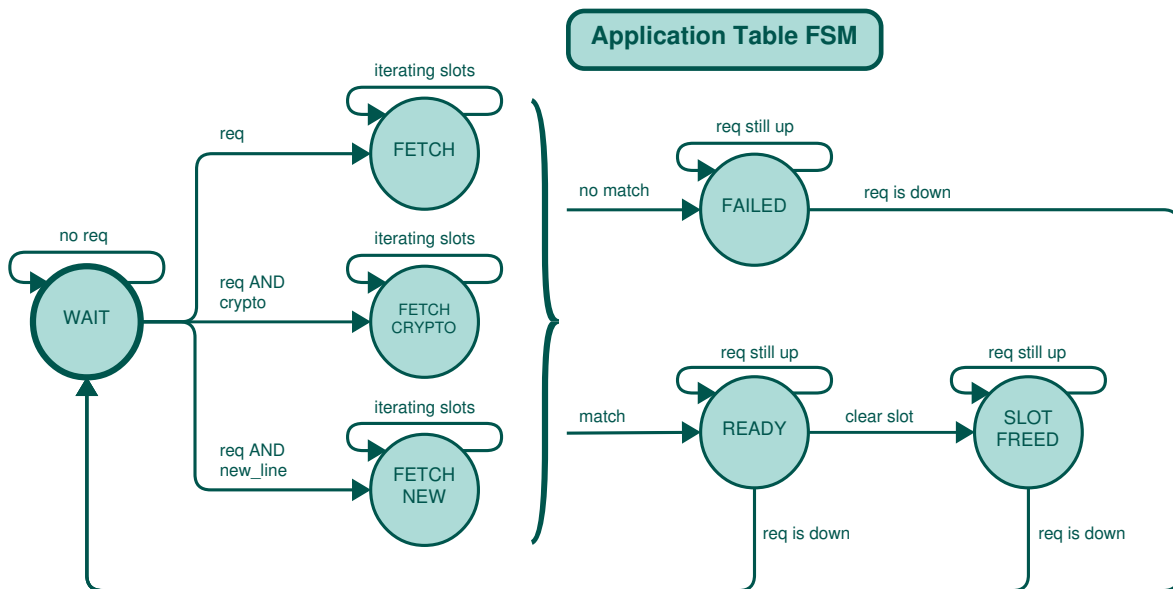 Application Table FSM
iterating slots
req
FETCH
req still up
no match
FAILED
req is down
no req
WAIT
iterating slots
req AND
crypto
FETCH
CRYPTO
req still up
req still up
match
READY
clear slot
SLOT
FREED
iterating slots
req AND
new_line
FETCH
NEW
req is down
req is down